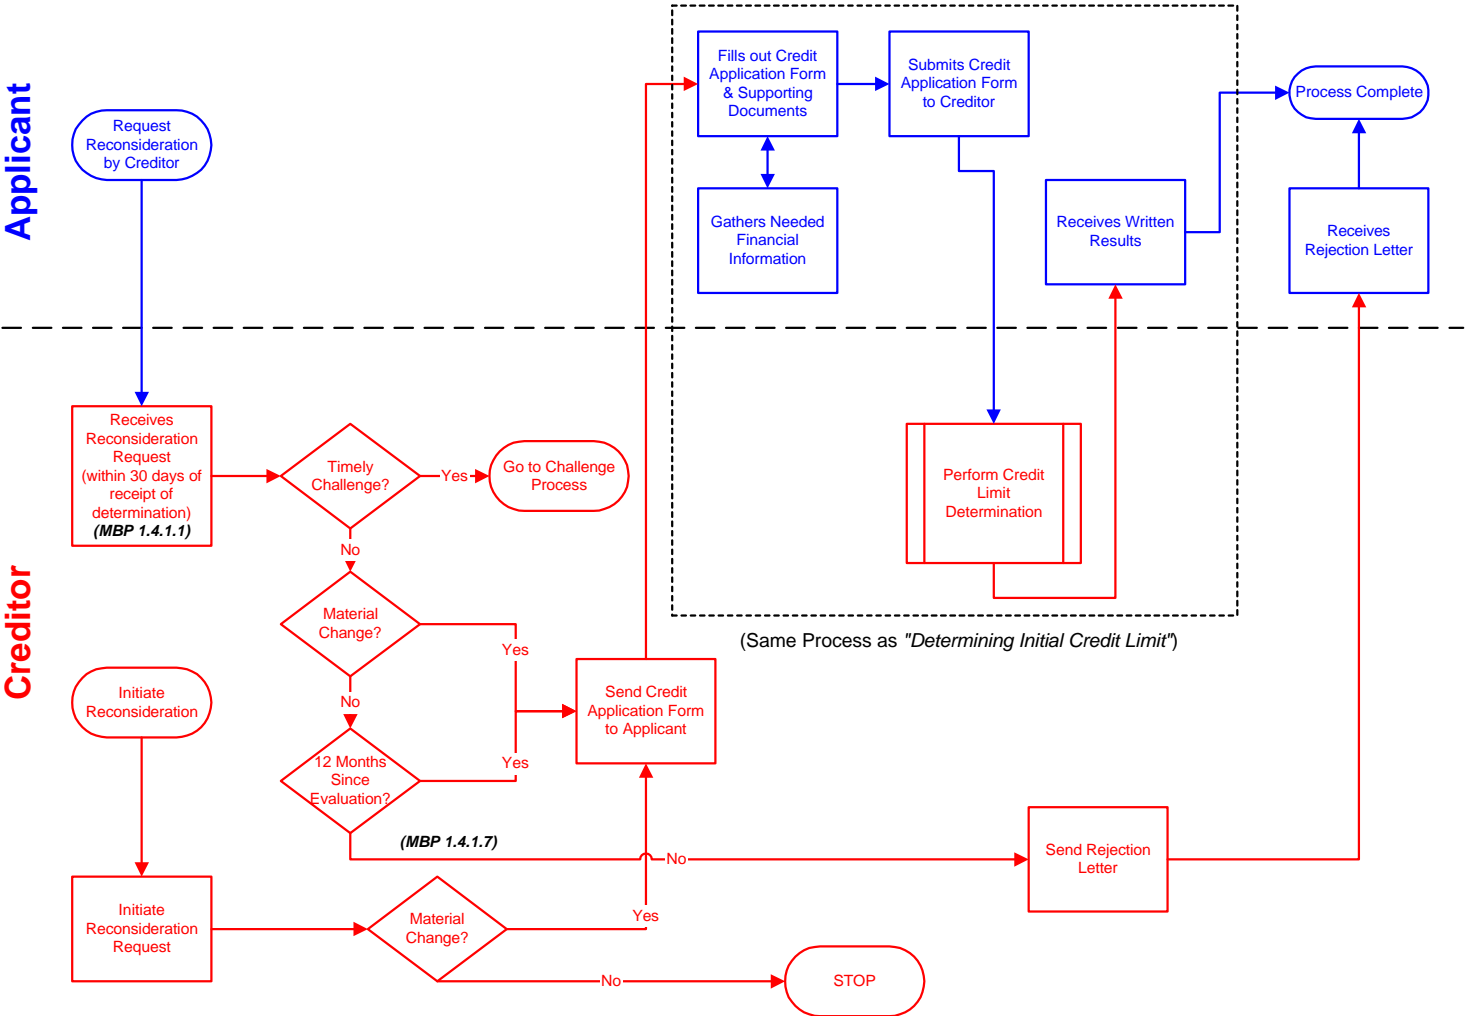 Applicant
Request
Reconsideration
by Creditor
Fills out Credit
Application Form
& Supporting
Documents
Submits Credit
Application Form
to Creditor
Process Complete
Gathers Needed
Financial
Information
Receives Written
Results
Receives
Rejection Letter
Creditor
Receives
Reconsideration
Request
(within 30 days of
receipt of
determination)
(MBP 1.4.1.1)
Timely
Challenge?
Yes
Go to Challenge
Process
No
Perform Credit
Limit
Determination
Material
Change?
Yes
(Same Process as "Determining Initial Credit Limit")
No
Send Credit
Application Form
to Applicant
Initiate
Reconsideration
12 Months
Since
Evaluation?
Yes
(MBP 1.4.1.7)
No
Send Rejection
Letter
Initiate
Reconsideration
Request
Material
Change?
Yes
No
STOP